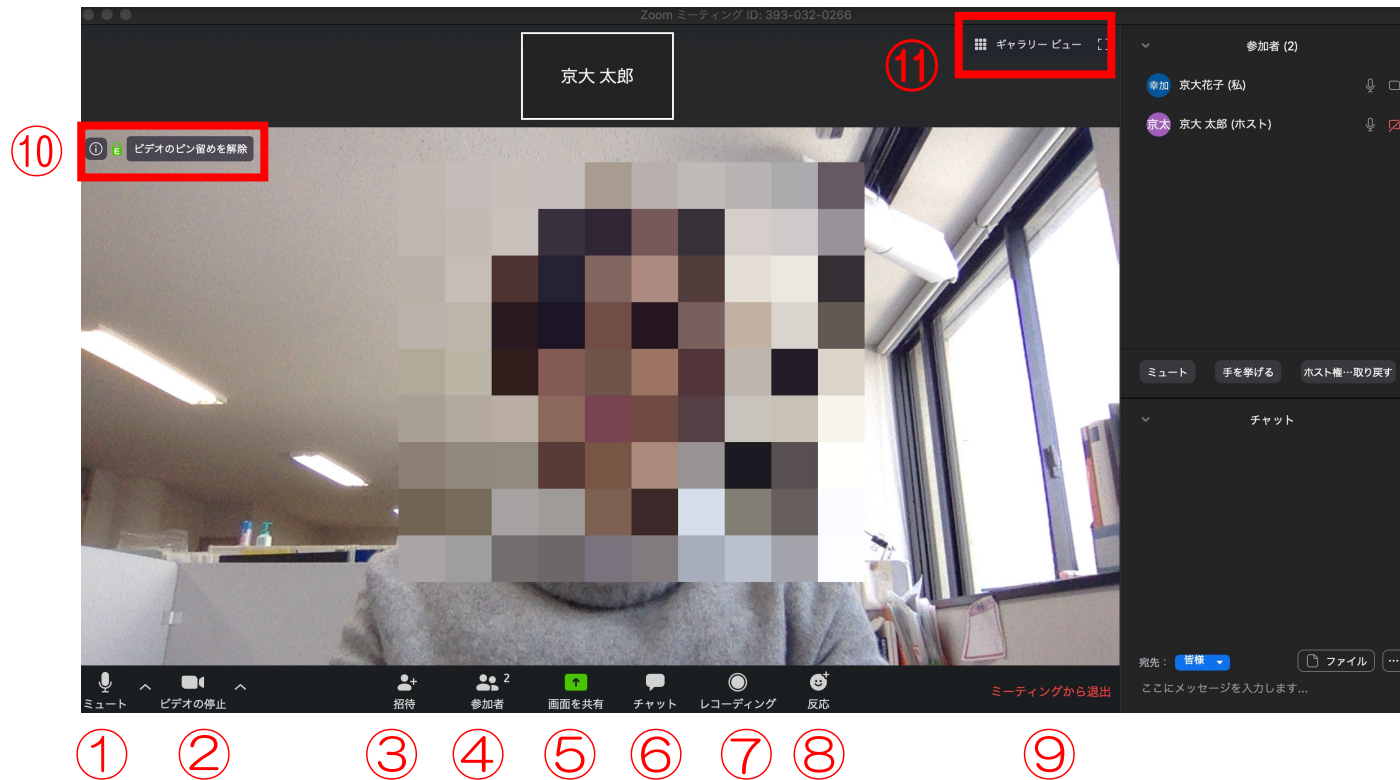 Zoom ミーティング ID: 393-032-0266
⑪
ギャラリー ビュー
京大 太郎
参加者 (2)
幸加 京大花子 (私)
京太 京大 太郎 (ホスト)
⑩
E
ビデオのピン留めを解除
ミュート 手を挙げる ホスト権…取り戻す
チャット
宛先： 皆様 ファイル …
ここにメッセージを入力します...
2
ミュート ビデオの停止 招待 参加者 画面を共有 チャット レコーディング 反応 ミーティングから退出
① ② ③ ④ ⑤ ⑥ ⑦ ⑧ ⑨